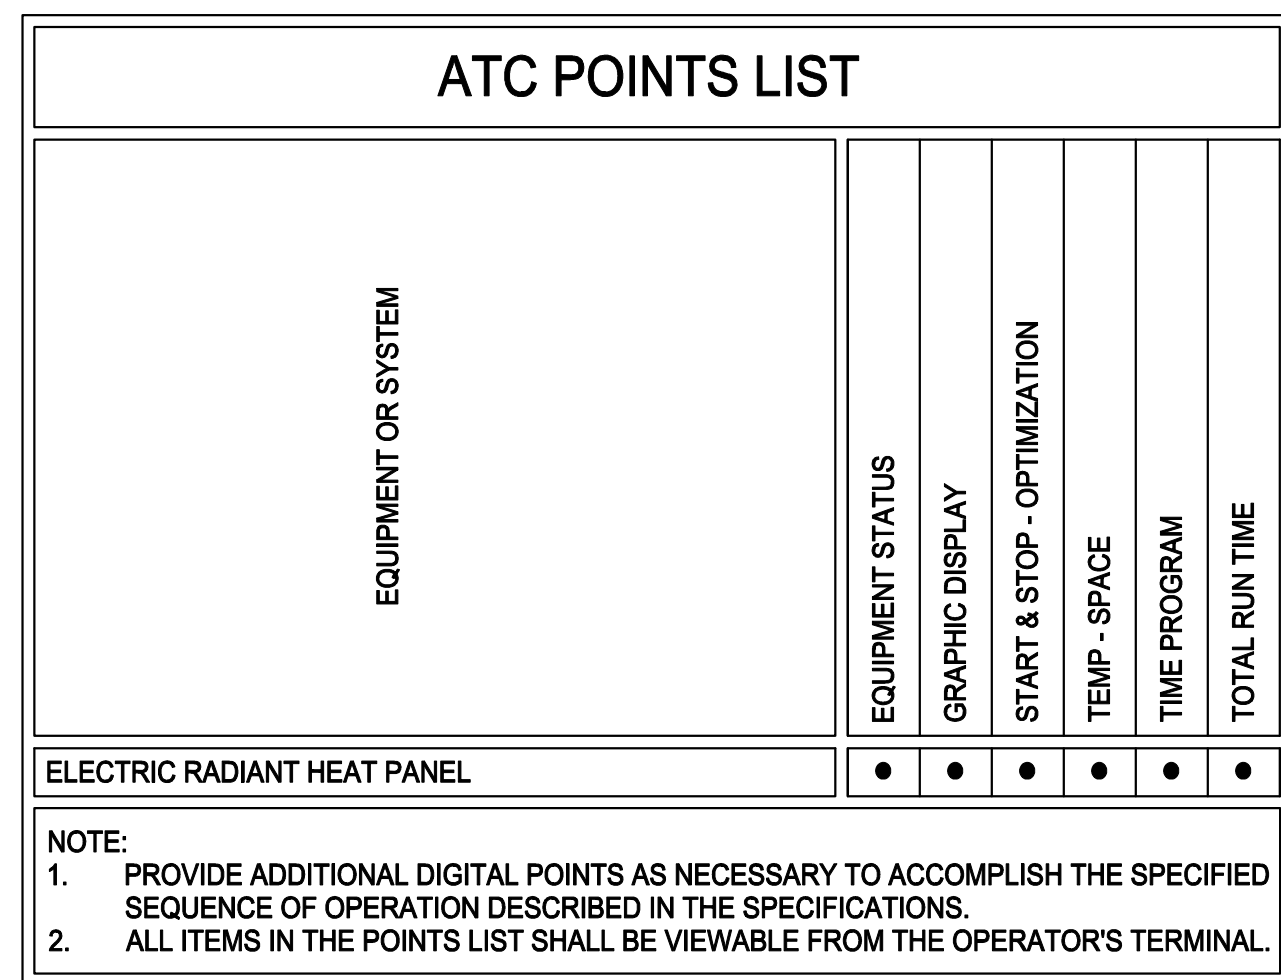 ATC POINTS LIST
EQUIPMENT OR SYSTEM
EQUIPMENT STATUS
GRAPHIC DISPLAY
START & STOP - OPTIMIZATION
TEMP - SPACE
TIME PROGRAM
TOTAL RUN TIME
ELECTRIC RADIANT HEAT PANEL ● ● ● ● ● ●
NOTE:
1. PROVIDE ADDITIONAL DIGITAL POINTS AS NECESSARY TO ACCOMPLISH THE SPECIFIED
SEQUENCE OF OPERATION DESCRIBED IN THE SPECIFICATIONS.
2. ALL ITEMS IN THE POINTS LIST SHALL BE VIEWABLE FROM THE OPERATOR'S TERMINAL.